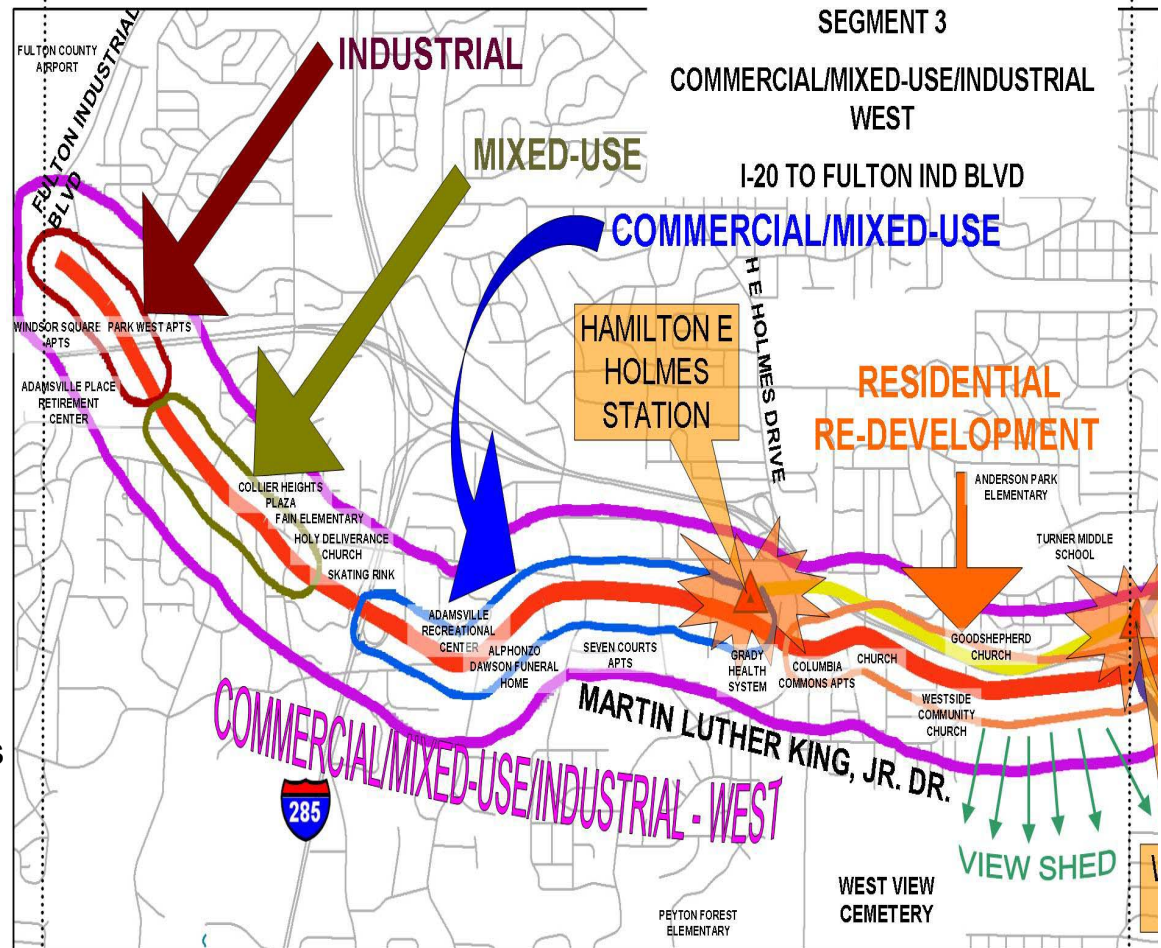 SEGMENT 3
COMMERCIAL/MIXED-USE/INDUSTRIAL
WEST
I-20 TO FULTON IND BLVD
FULTON COUNTY
AIRPORT
FULTON INDUSTRIAL
BLVD
INDUSTRIAL
MIXED-USE
COMMERCIAL/MIXED-USE
H E HOLMES DRIVE
HAMILTON E
HOLMES
STATION
RESIDENTIAL
RE-DEVELOPMENT
WINDSOR SQUARE
APTS
PARK WEST APTS
ADAMSVILLE PLACE
RETIREMENT
CENTER
COLLIER HEIGHTS
PLAZA
FAIN ELEMENTARY
HOLY DELIVERANCE
CHURCH
SKATING RINK
ANDERSON PARK
ELEMENTARY
TURNER MIDDLE
SCHOOL
ADAMSVILLE
RECREATIONAL
CENTER
ALPHONZO
DAWSON FUNERAL
HOME
SEVEN COURTS
APTS
GRADY
HEALTH
SYSTEM
COLUMBIA
COMMONS APTS
CHURCH
GOODSHEPHERD
CHURCH
WESTSIDE
COMMUNITY
CHURCH
MARTIN LUTHER KING, JR. DR.
COMMERCIAL/MIXED-USE/INDUSTRIAL - WEST
285
VIEW SHED
WEST VIEW
CEMETERY
PEYTON FOREST
ELEMENTARY